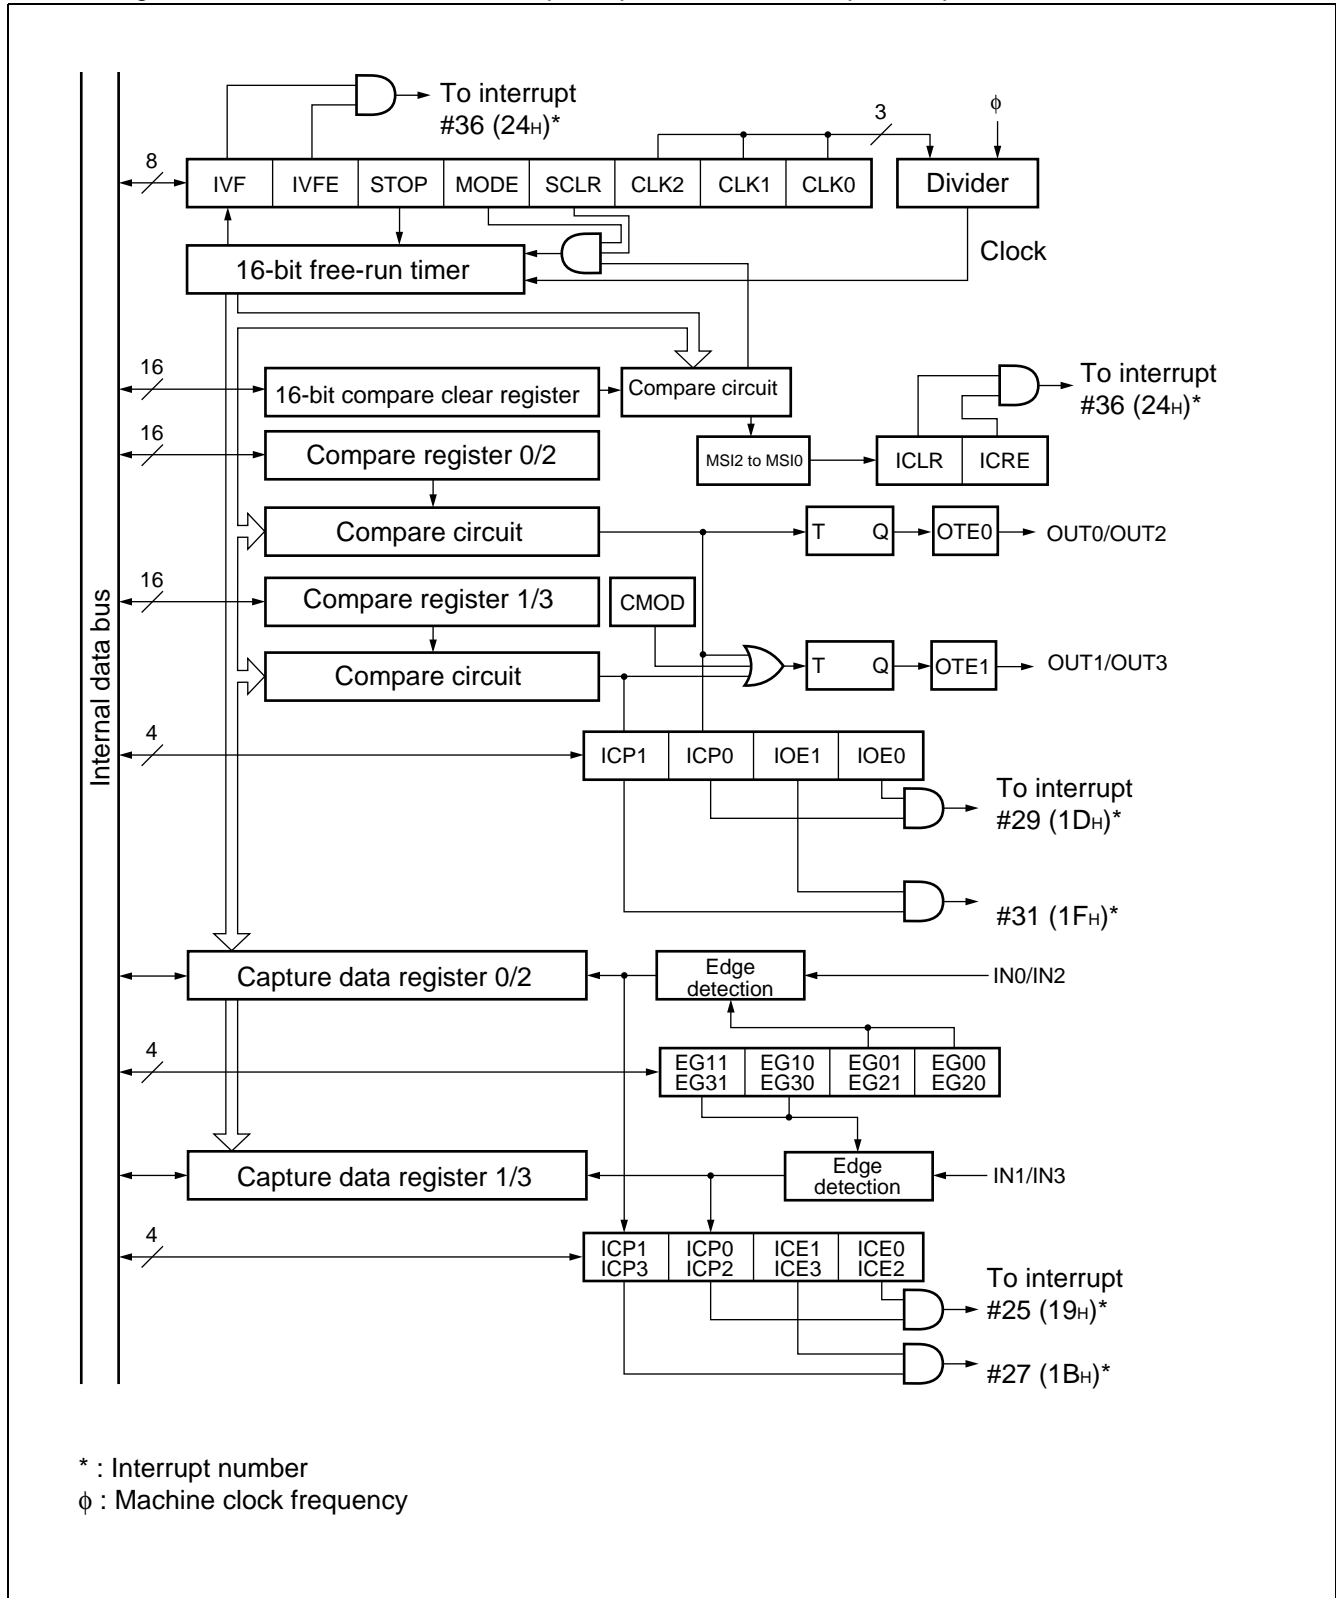 To interrupt
#36 (24H)*
3
φ
8
IVF IVFE STOP MODE SCLR CLK2 CLK1 CLK0
Divider
16-bit free-run timer
Clock
16
16-bit compare clear register
Compare circuit
To interrupt
#36 (24H)*
16
Compare register 0/2
MSI2 to MSI0
ICLR ICRE
Compare circuit
T Q
OTE0
OUT0/OUT2
16
Compare register 1/3
CMOD
Internal data bus
Compare circuit
T Q
OTE1
OUT1/OUT3
4
ICP1 ICP0 IOE1 IOE0
To interrupt
#29 (1DH)*
#31 (1FH)*
Capture data register 0/2
Edge
detection
IN0/IN2
4
EG11 EG10 EG01 EG00
EG31 EG30 EG21 EG20
Capture data register 1/3
Edge
detection
IN1/IN3
4
ICP1 ICP0 ICE1 ICE0
ICP3 ICP2 ICE3 ICE2
To interrupt
#25 (19H)*
#27 (1BH)*
* : Interrupt number
φ : Machine clock frequency